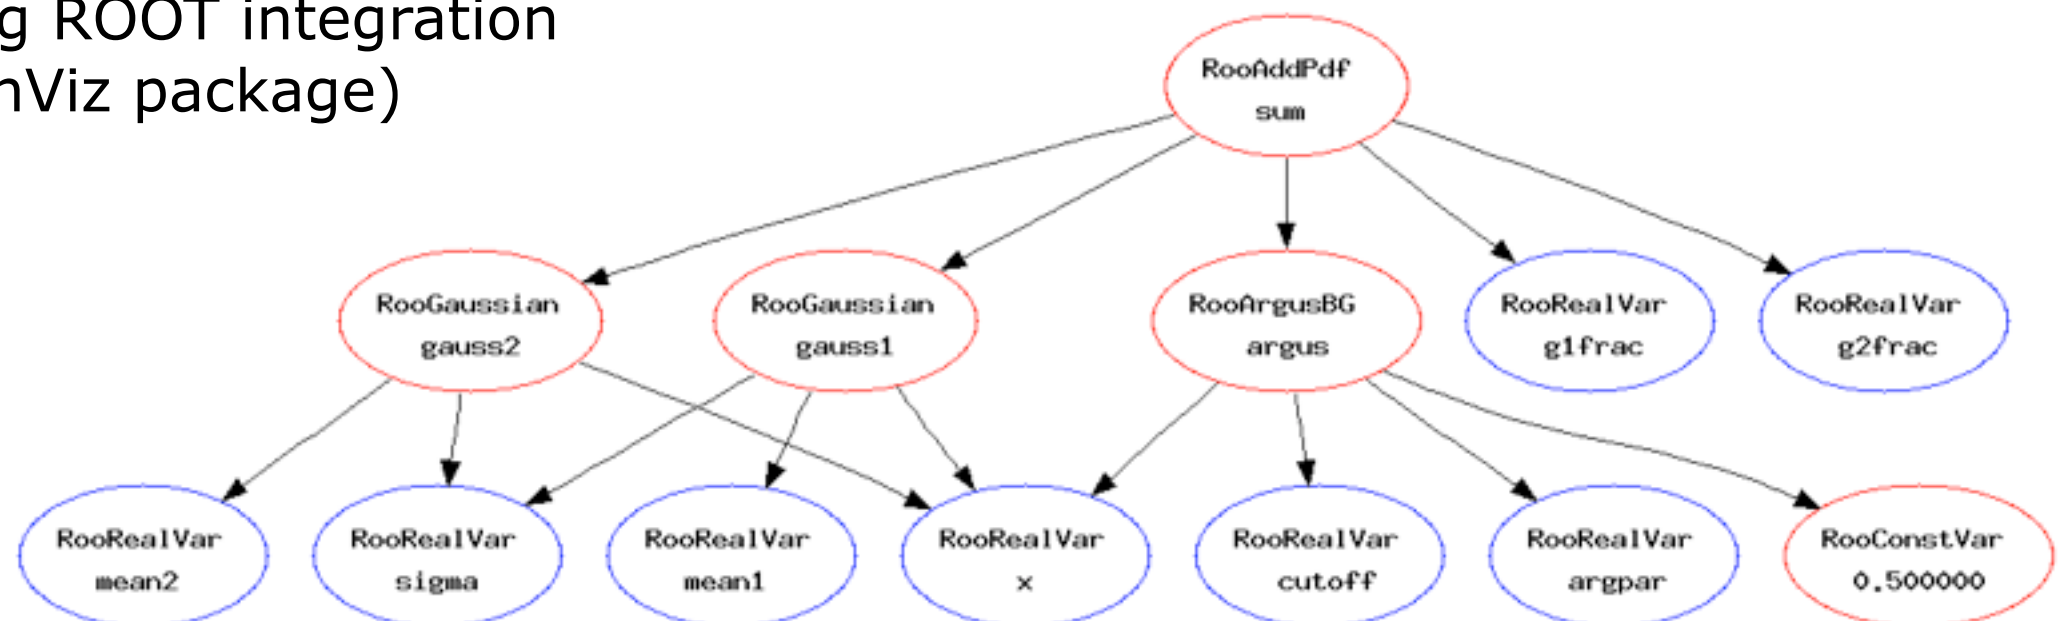 g ROOT integration
nViz package)
RooAddPdf
sum
RooGaussian
gauss2
RooGaussian
gauss1
RooArgusBG
argus
RooRealVar
g1frac
RooRealVar
g2frac
RooRealVar
mean2
RooRealVar
sigma
RooRealVar
mean1
RooRealVar
x
RooRealVar
cutoff
RooRealVar
argpar
RooConstVar
0.500000